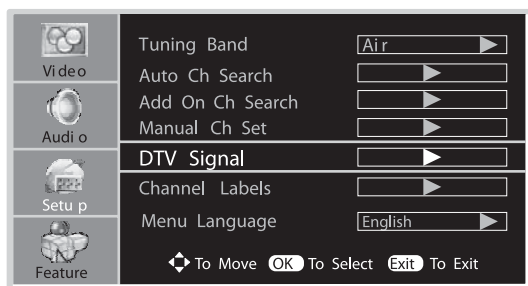 Video
Audio
Setup
Feature
Tuning Band Air
Auto Ch Search
Add On Ch Search
Manual Ch Set
DTV Signal
Channel Labels
Menu Language English
To Move OK To Select Exit To Exit